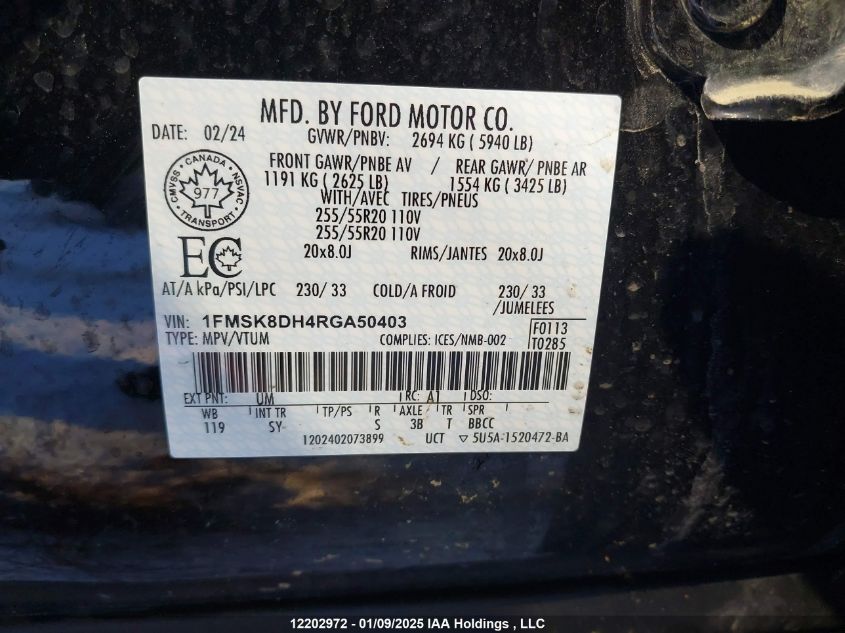 MFD. BY FORD MOTOR CO.
DATE: 02/24
GVWR/PNBV: 2694 KG ( 5940 LB)
FRONT GAWR/PNBE AV / REAR GAWR/ PNBE AR
1191 KG ( 2625 LB) 1554 KG ( 3425 LB)
WITH/AVEC TIRES/PNEUS
255/55R20 110V
255/55R20 110V
20x8.0J RIMS/JANTES 20x8.0J
CANADA
CMVSS 977 NSVAC
TRANSPORT
EC
AT/A kPa/PSI/LPC 230/ 33 COLD/A FROID 230/ 33
/JUMELEES
VIN: 1FMSK8DH4RGA50403
F0113
TYPE: MPV/VTUM COMPLIES: ICES/NMB-002 T0285
EXT PNT: UM RC: A1 DSO:
WB INT TR TP/PS R AXLE TR SPR
119 SY S 3B T BBCC
1202402073899 UCT ▽ 5U5A-1520472-BA
12202972 - 01/09/2025 IAA Holdings , LLC